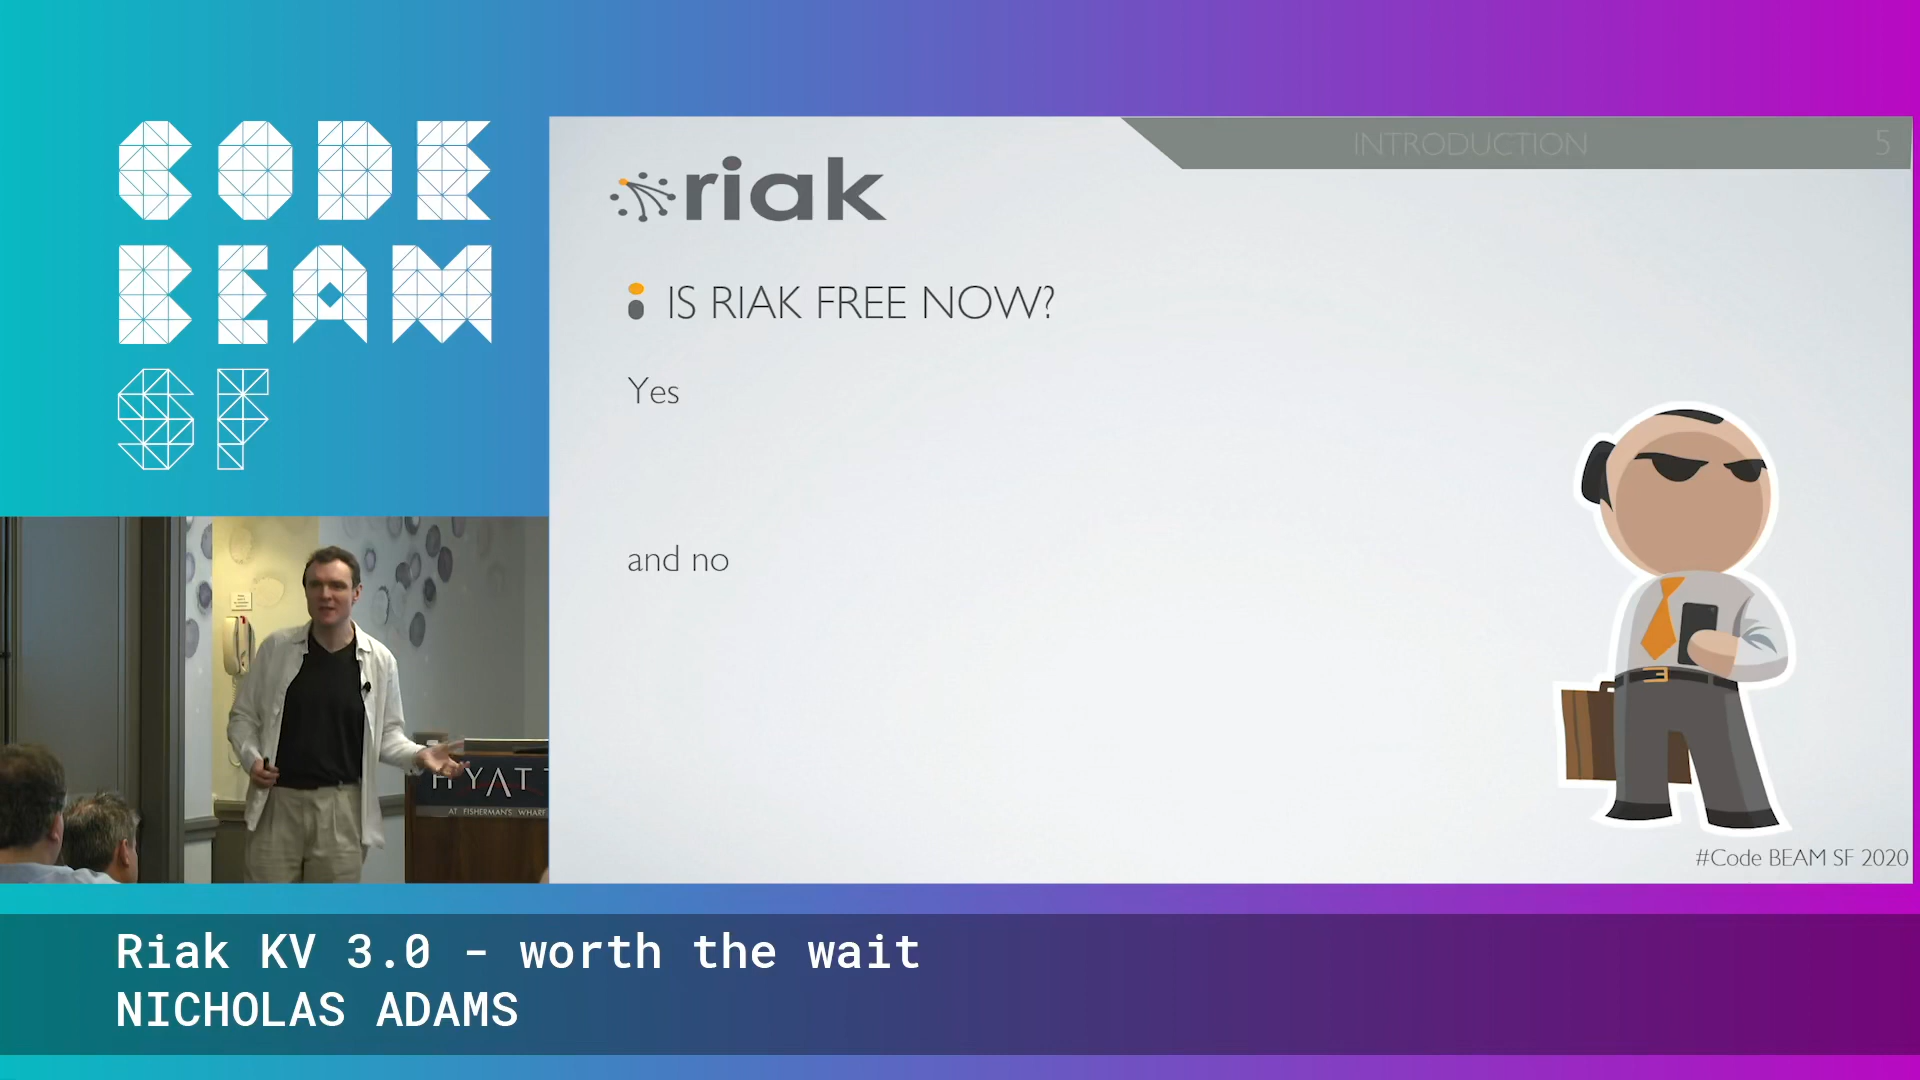 CODE
BEAM
SF
riak
INTRODUCTION
5
IS RIAK FREE NOW?
Yes
and no
#Code BEAM SF 2020
HYATT
AT FISHERMAN'S WHARF
Riak KV 3.0 - worth the wait
NICHOLAS ADAMS